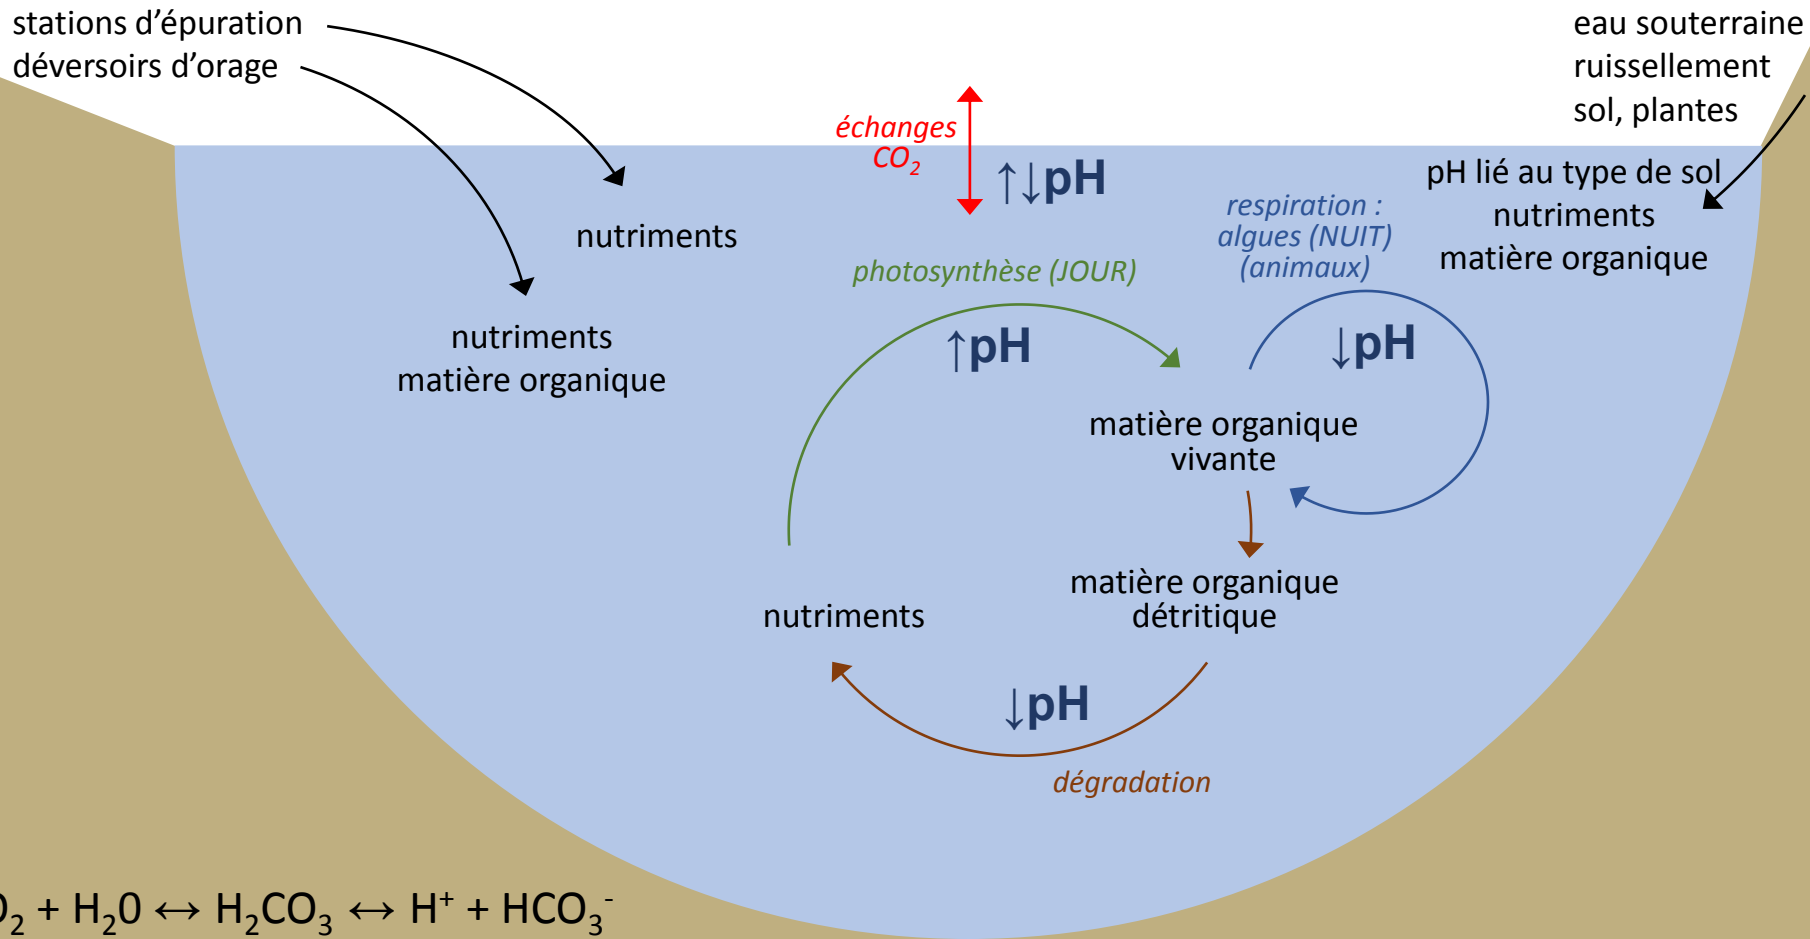 stations d’épuration
déversoirs d’orage
eau souterraine
ruissellement
sol, plantes
échanges
CO₂
↑↓pH
pH lié au type de sol
nutriments
matière organique
respiration :
algues (NUIT)
(animaux)
nutriments
photosynthèse (JOUR)
nutriments
matière organique
↑pH
↓pH
matière organique
vivante
matière organique
détritique
nutriments
↓pH
dégradation
O₂ + H₂0 ↔ H₂CO₃ ↔ H⁺ + HCO₃⁻